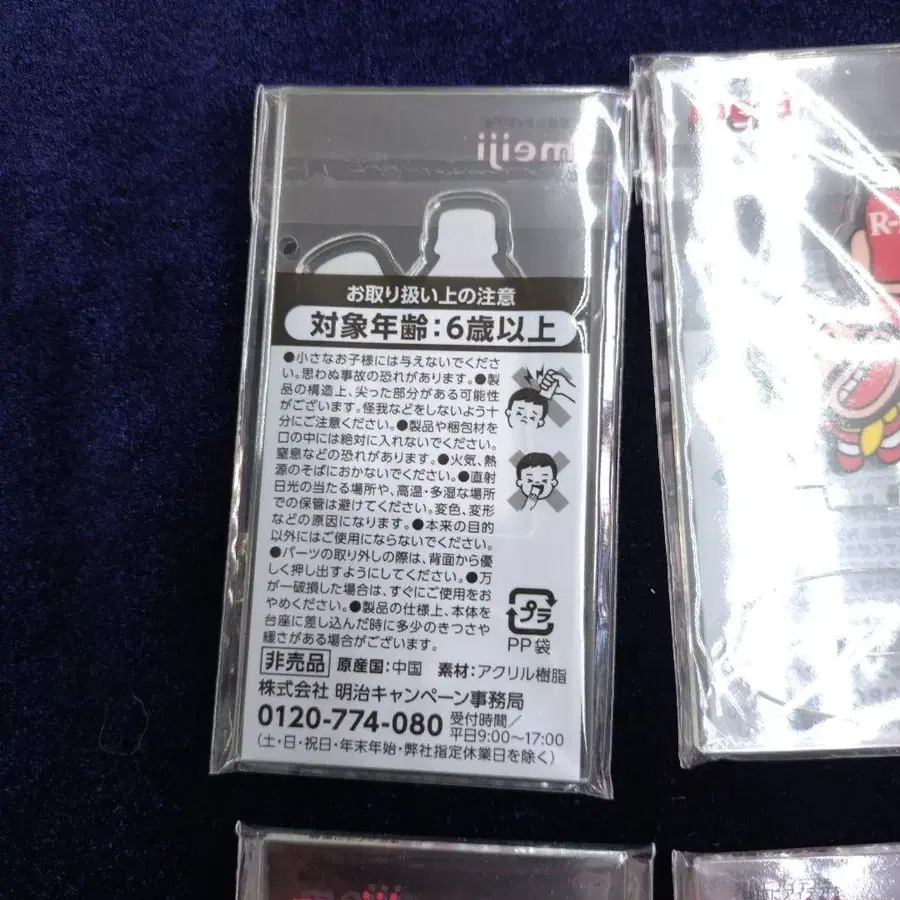 meiji
お取り扱い上の注意
対象年齢:6歳以上
●小さなお子様には与えないでくださ
い。思わぬ事故の恐れがあります。●製
品の構造上、尖った部分がある可能性
がございます。怪我などをしないよう十
分にご注意ください。●製品や梱包材を
口の中には絶対に入れないでください。
窒息などの恐れがあります。●火気、熱
源のそばにおかないでください。●直射
日光の当たる場所や、高温・多湿な場所
での保管は避けてください。変色、変形
などの原因になります。●本来の目的
以外にはご使用にならないでください。
●パーツの取り外しの際は、背面から優
しく押し出すようにしてください。●万
が一破損した場合は、すぐにご使用をお
やめください。●製品の仕様上、本体を
台座に差し込んだ時に多少のきつさや
緩さがある場合がございます。
プラ
PP袋
非売品 原産国:中国 素材:アクリル樹脂
株式会社 明治キャンペーン事務局
0120-774-080 受付時間/
平日9:00〜17:00
(土・日・祝日・年末年始・弊社指定休業日を除く)
R-